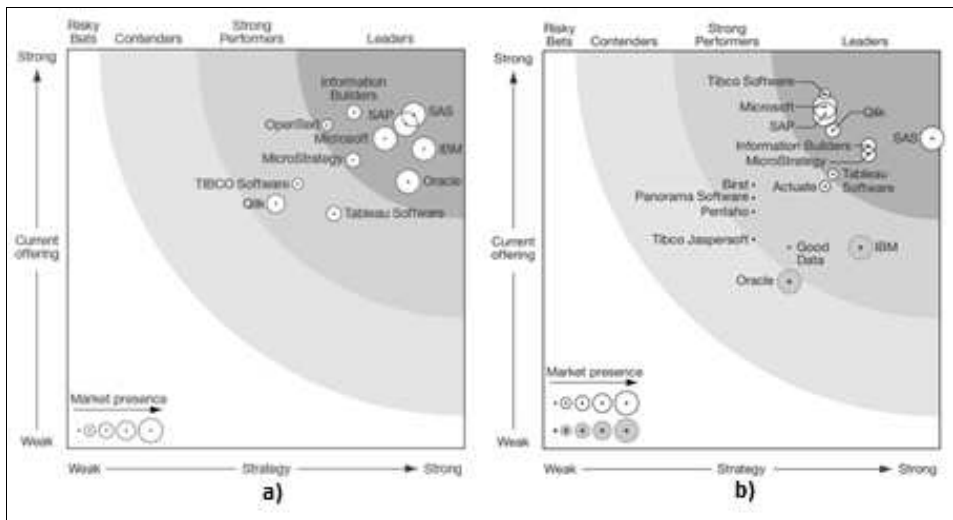 Risky
Bets
Contenders
Strong
Performers
Leaders
Strong
Information
Builders
SAP
SAS
OpenText
Microsoft
IBM
MicroStrategy
TIBCO Software
Oracle
Qlik
Tableau Software
Current
offering
Market presence
Weak
Weak
Strategy
Strong
a)
Risky
Bets
Contenders
Strong
Performers
Leaders
Strong
Tibco Software
Microsoft
Qlik
SAP
Information Builders
SAS
MicroStrategy
Tableau
Software
Actuate
Birst
Panorama Software
Pentaho
Tibco Jaspersoft
Good
Data
IBM
Oracle
Current
offering
Market presence
Weak
Weak
Strategy
Strong
b)